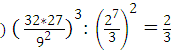 ) (32*27/9²)³ : (2⁷/3)² = 2/3